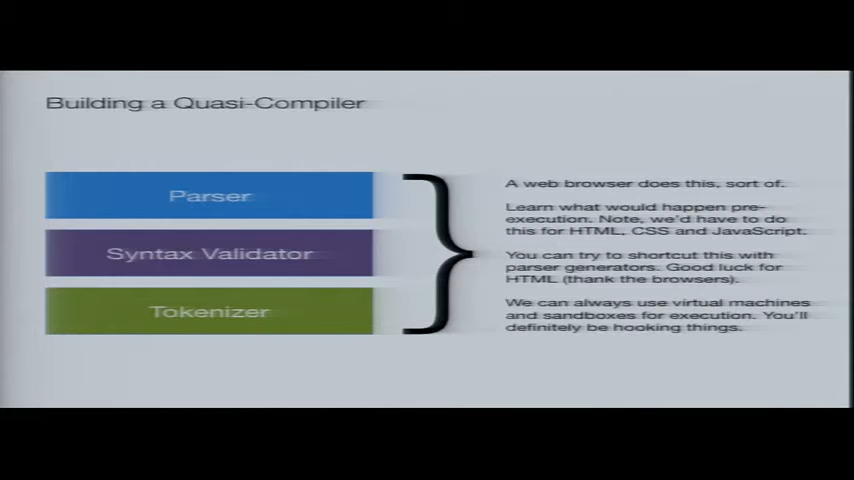 Building a Quasi-Compiler
Parser
Syntax Validator
Tokenizer
A web browser does this, sort of.
Learn what would happen pre-
execution. Note, we'd have to do
this for HTML, CSS and JavaScript.
You can try to shortcut this with
parser generators. Good luck for
HTML (thank the browsers).
We can always use virtual machines
and sandboxes for execution. You'll
definitely be hooking things.